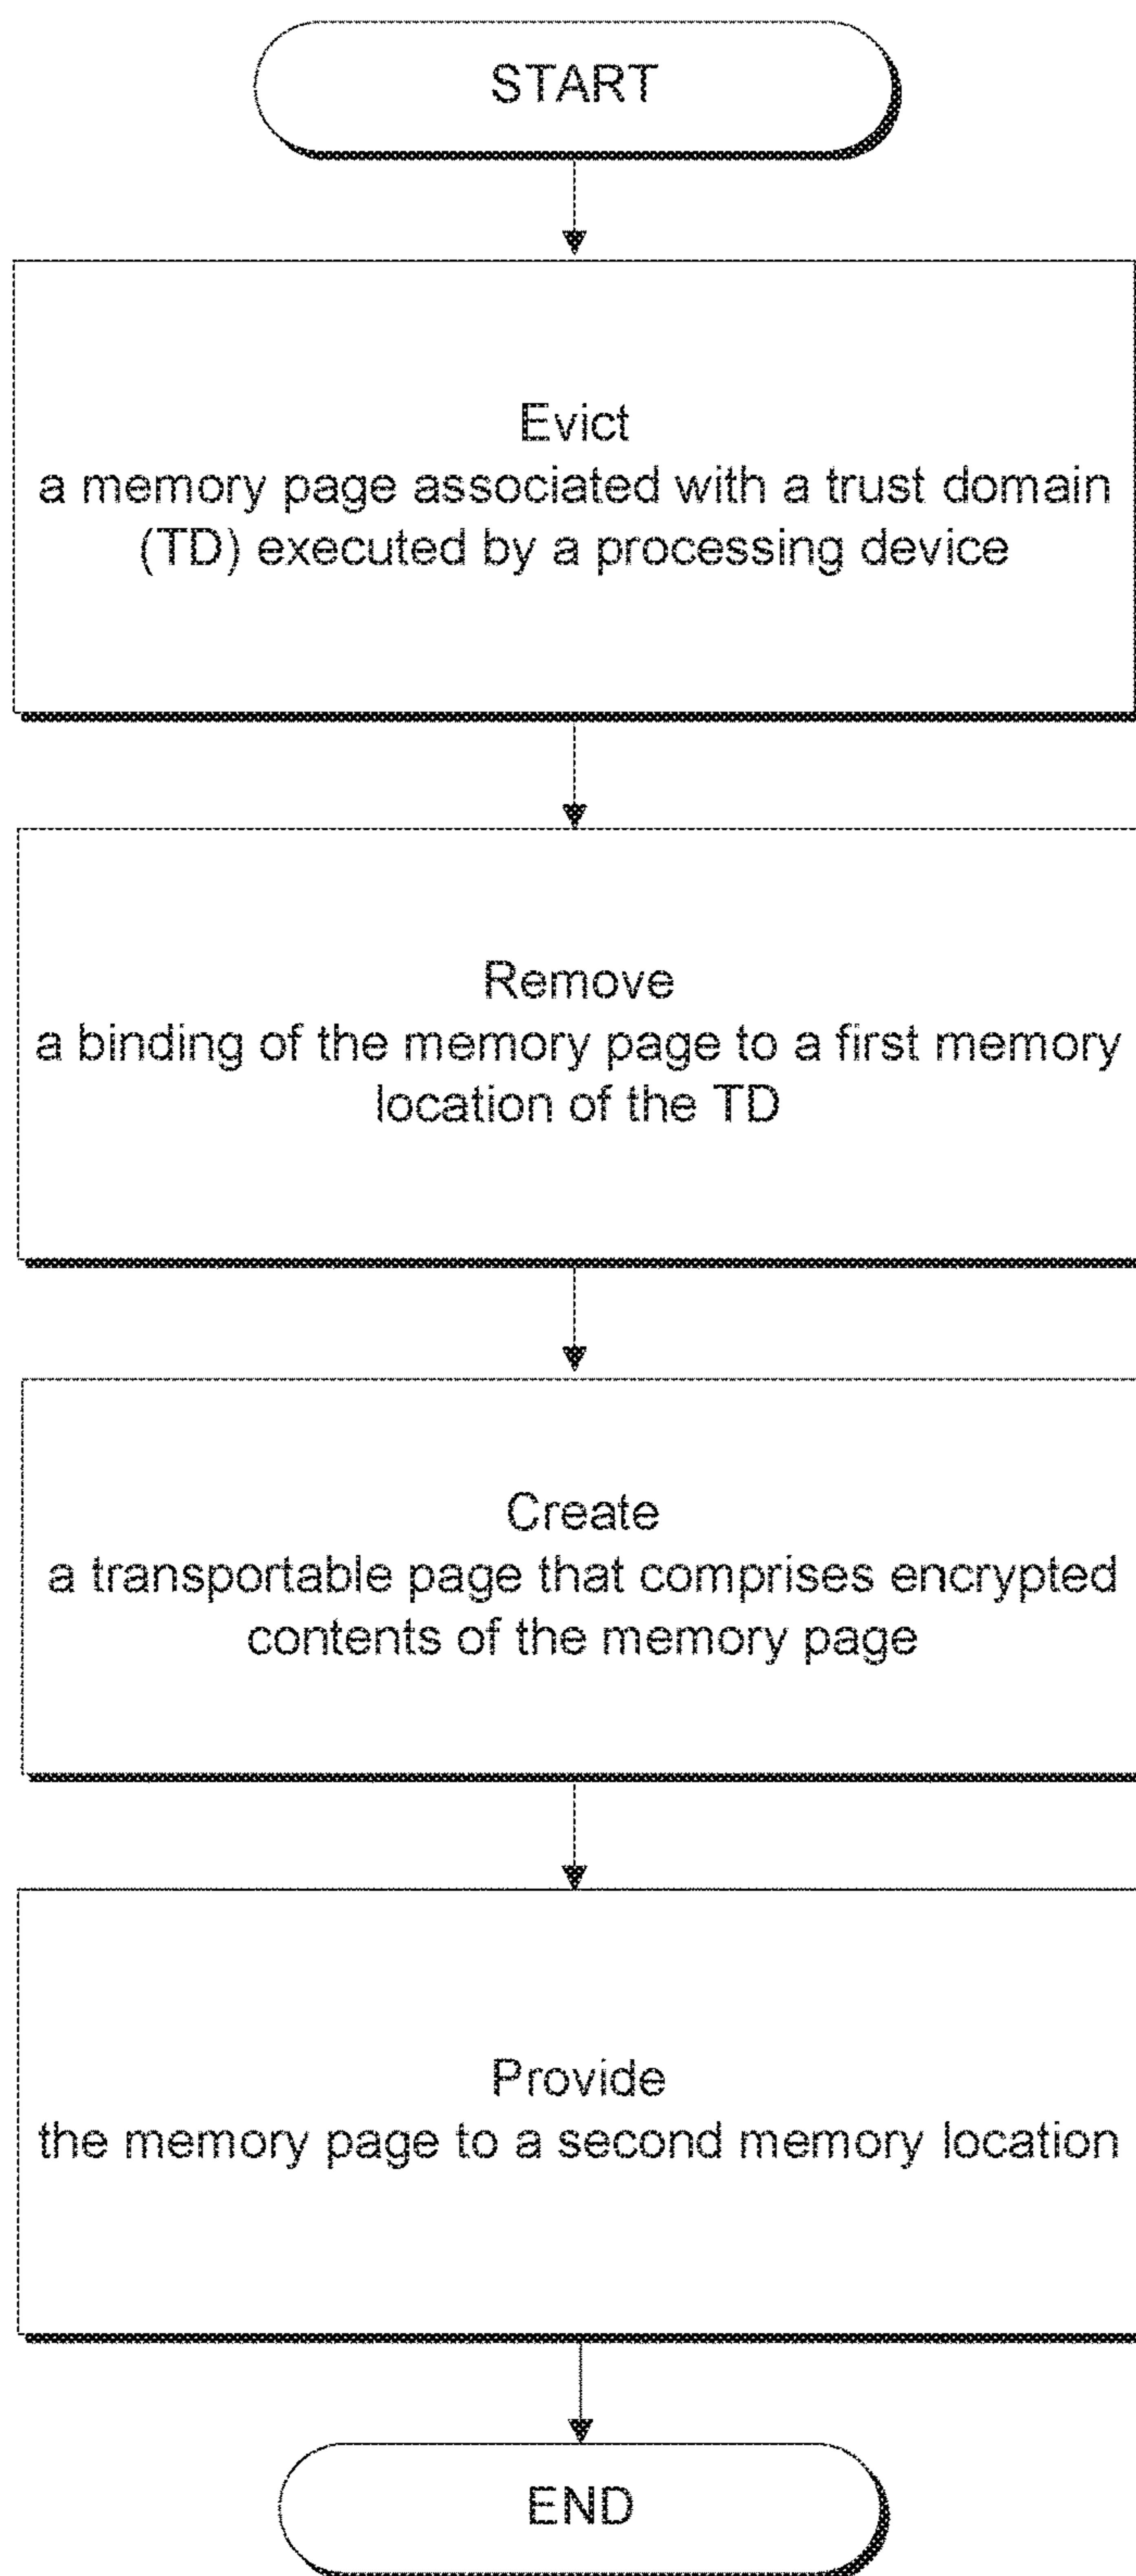 START
Evict
a memory page associated with a trust domain
(TD) executed by a processing device
Remove
a binding of the memory page to a first memory
location of the TD
Create
a transportable page that comprises encrypted
contents of the memory page
Provide
the memory page to a second memory location
END